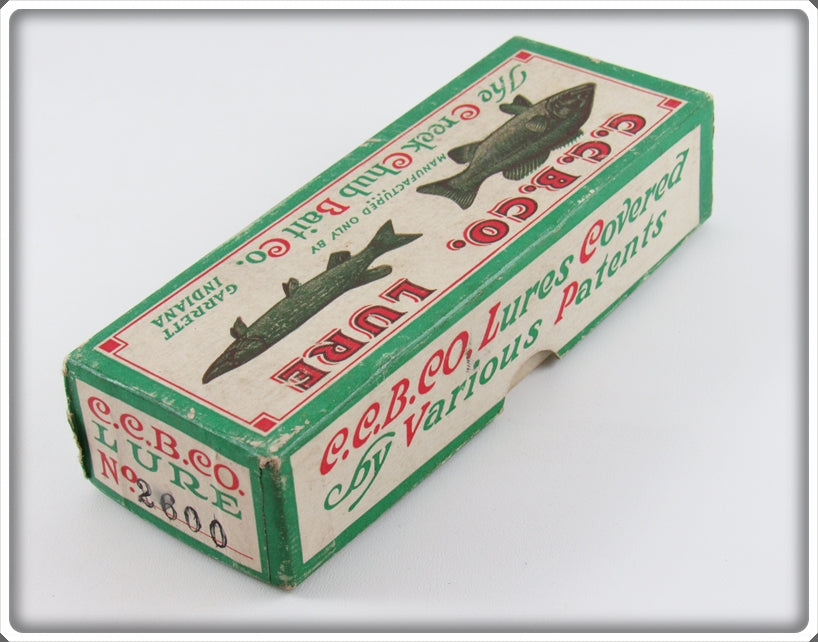 C.C.B.CO.
LURE
The Creek Chub Bait Co.
MANUFACTURED ONLY BY
GARRETT
INDIANA
C.C.B.CO. Lures Covered
by Various Patents
C.C.B.CO.
LURE
No. 2600